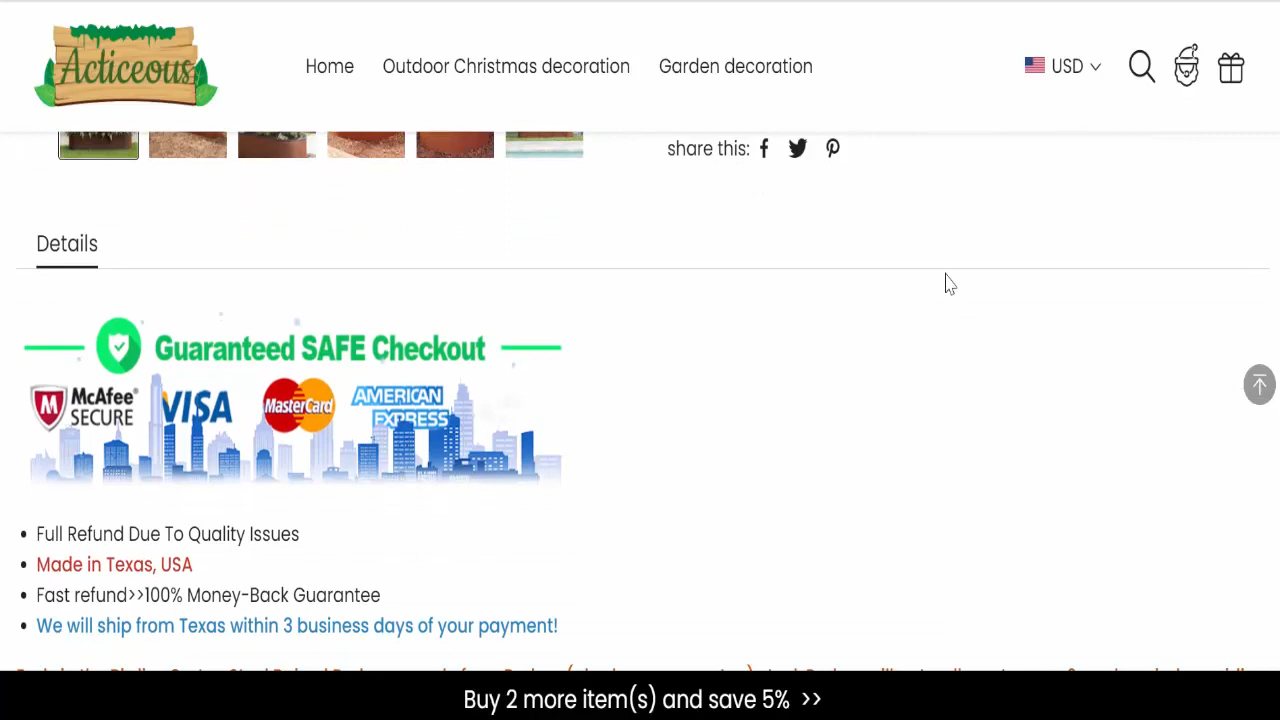 Acticeous
Home
Outdoor Christmas decoration
Garden decoration
USD
share this:
Details
Guaranteed SAFE Checkout
McAfee SECURE
VISA
MasterCard
AMERICAN EXPRESS
Full Refund Due To Quality Issues
Made in Texas, USA
Fast refund>>100% Money-Back Guarantee
We will ship from Texas within 3 business days of your payment!
Buy 2 more item(s) and save 5% >>